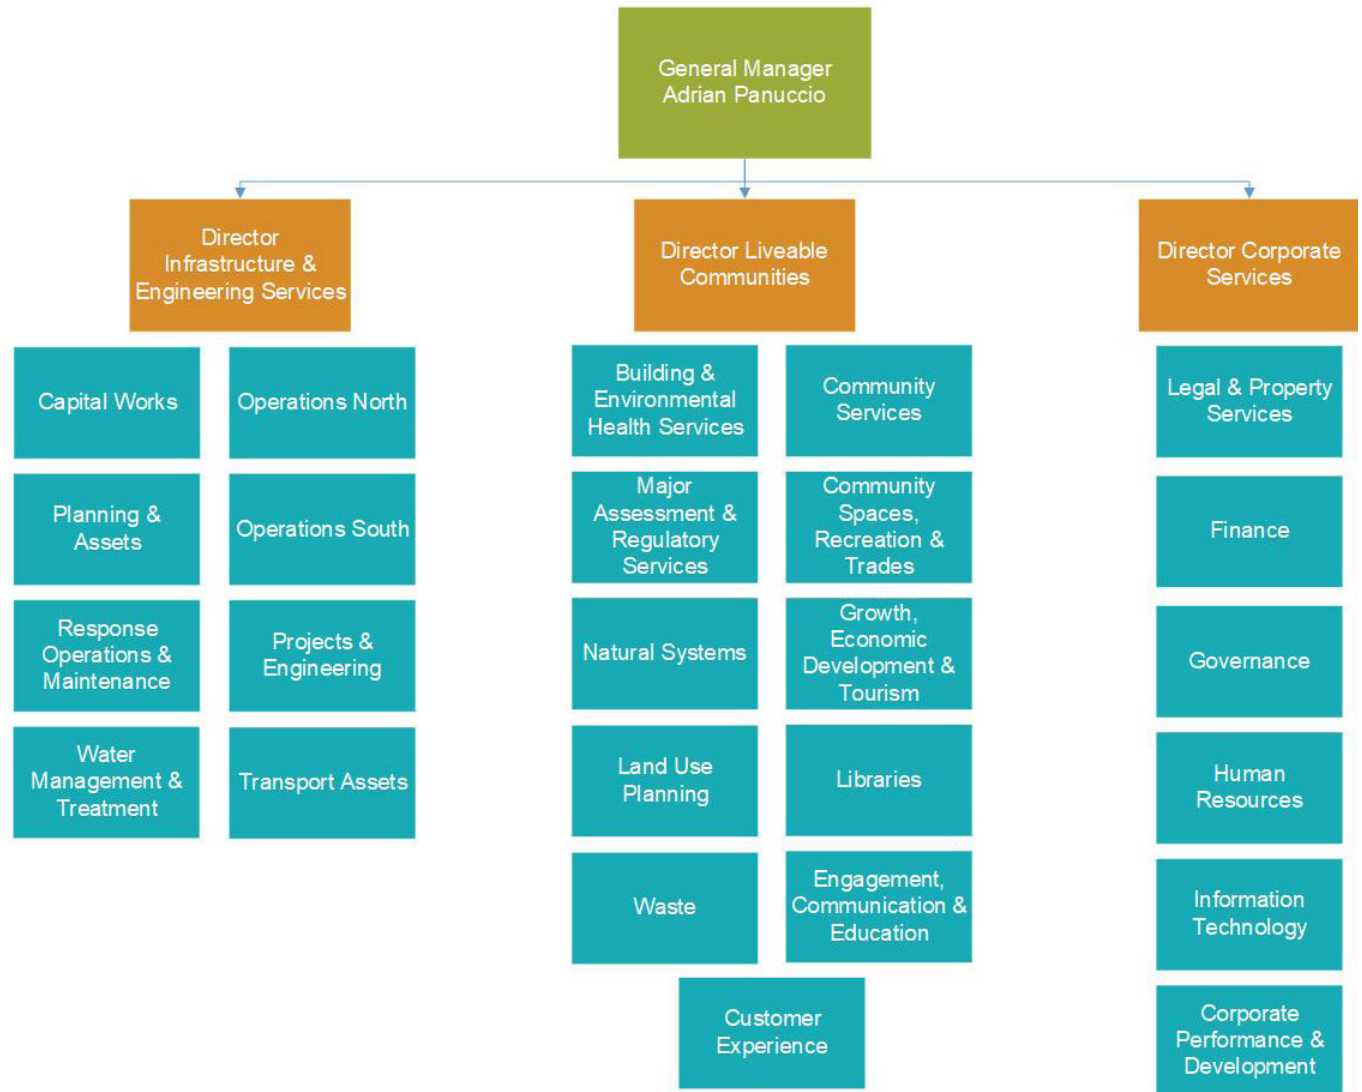 General Manager
Adrian Panuccio
Director
Infrastructure &
Engineering Services
Director Liveable
Communities
Director Corporate
Services
Capital Works
Operations North
Planning &
Assets
Operations South
Response
Operations &
Maintenance
Projects &
Engineering
Water
Management &
Treatment
Transport Assets
Building &
Environmental
Health Services
Community
Services
Major
Assessment &
Regulatory
Services
Community
Spaces,
Recreation &
Trades
Natural Systems
Growth,
Economic
Development &
Tourism
Land Use
Planning
Libraries
Waste
Engagement,
Communication &
Education
Customer
Experience
Legal & Property
Services
Finance
Governance
Human
Resources
Information
Technology
Corporate
Performance &
Development